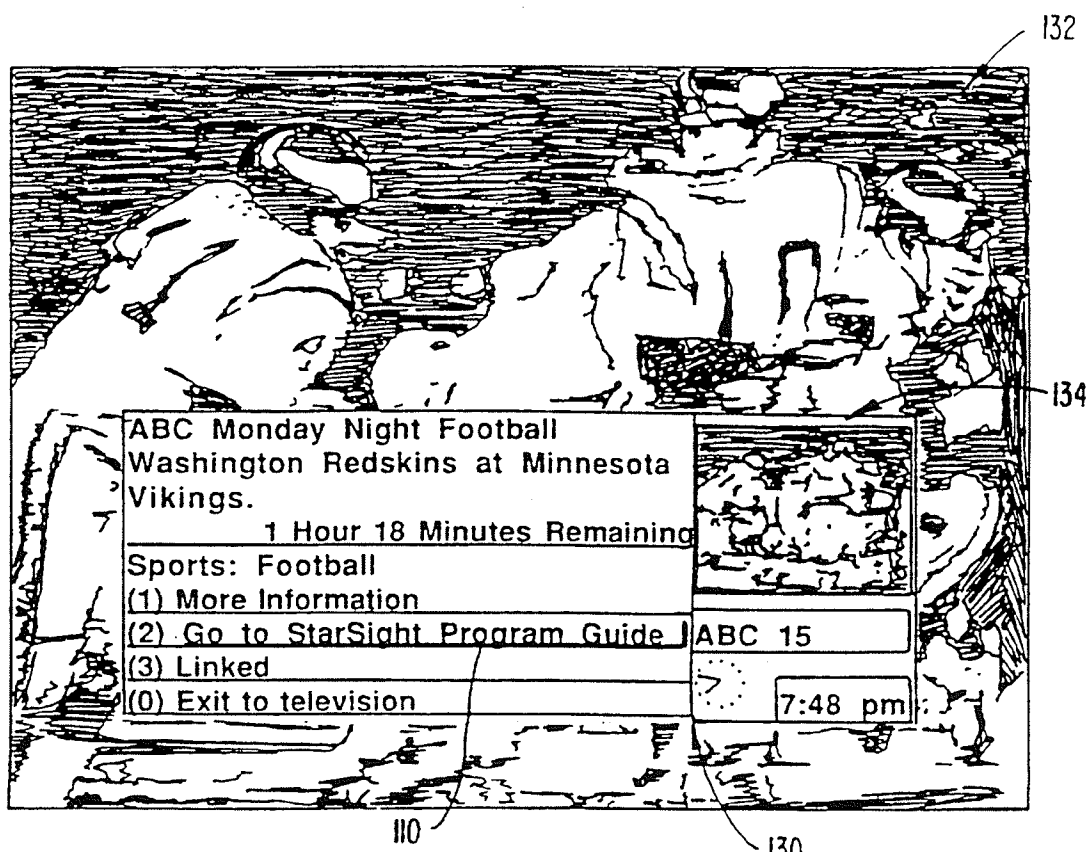 132
134
ABC Monday Night Football
Washington Redskins at Minnesota
Vikings.
1 Hour 18 Minutes Remaining
Sports: Football
(1) More Information
(2) Go to StarSight Program Guide
ABC 15
(3) Linked
(0) Exit to television
7:48 pm
110
130